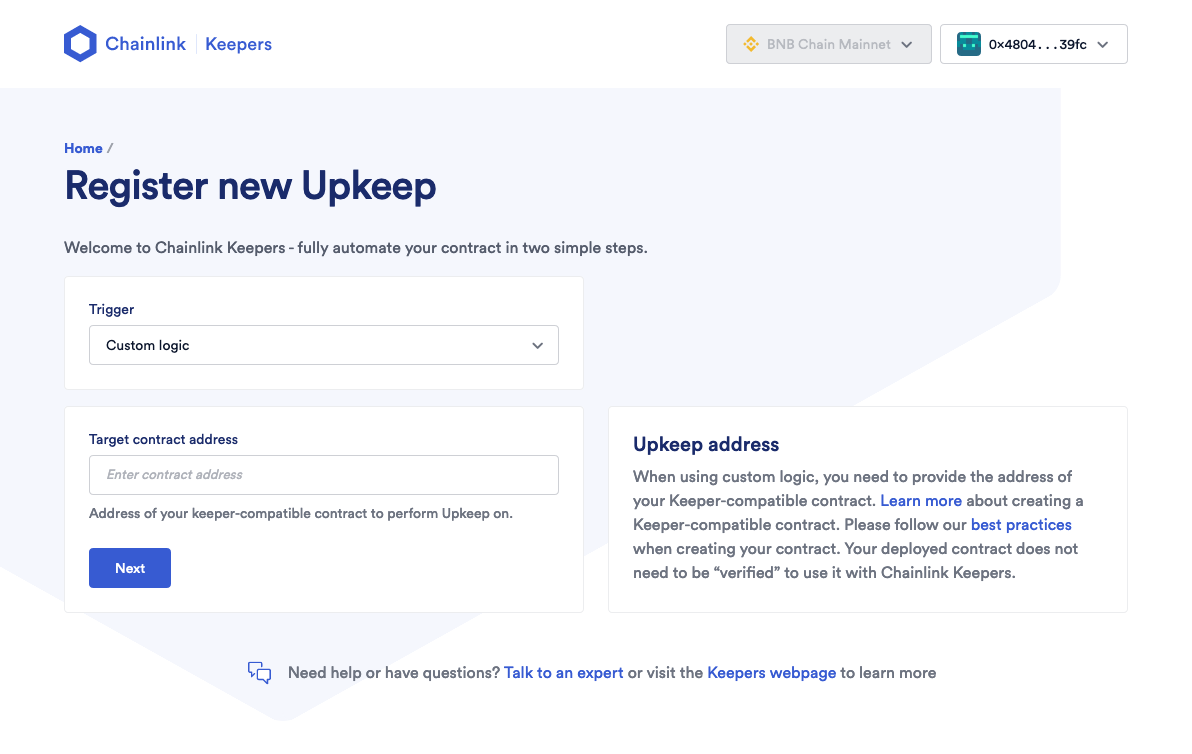 Chainlink Keepers
BNB Chain Mainnet
0x4804...39fc
Home /
Register new Upkeep
Welcome to Chainlink Keepers - fully automate your contract in two simple steps.
Trigger
Custom logic
Target contract address
Enter contract address
Address of your keeper-compatible contract to perform Upkeep on.
Next
Upkeep address
When using custom logic, you need to provide the address of
your Keeper-compatible contract. Learn more about creating a
Keeper-compatible contract. Please follow our best practices
when creating your contract. Your deployed contract does not
need to be “verified” to use it with Chainlink Keepers.
Need help or have questions? Talk to an expert or visit the Keepers webpage to learn more